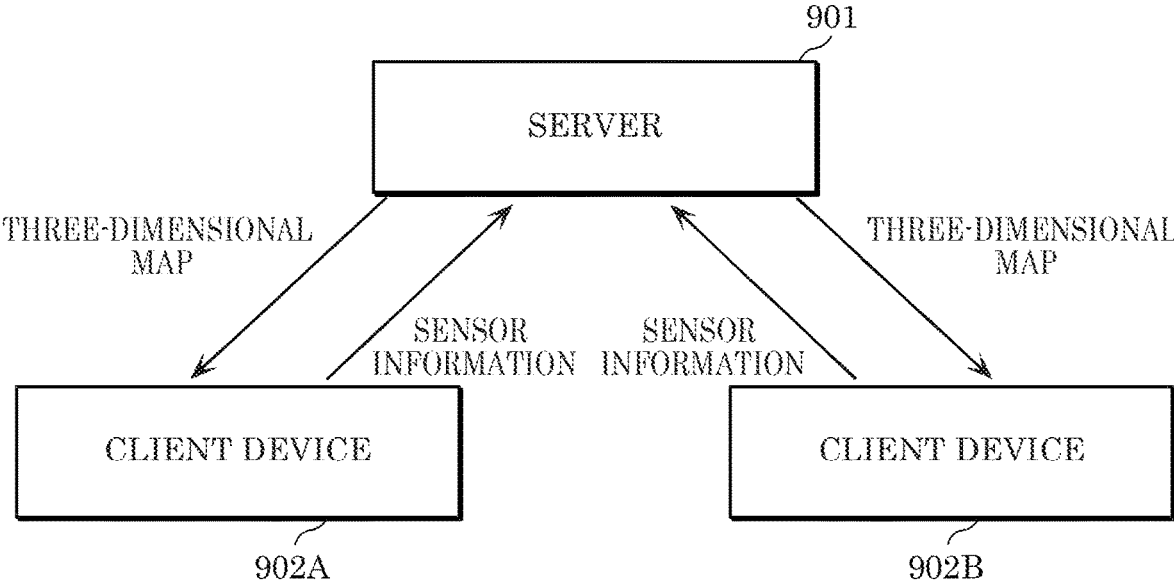 901
SERVER
THREE-DIMENSIONAL
MAP
THREE-DIMENSIONAL
MAP
SENSOR
INFORMATION
SENSOR
INFORMATION
CLIENT DEVICE
CLIENT DEVICE
902A
902B